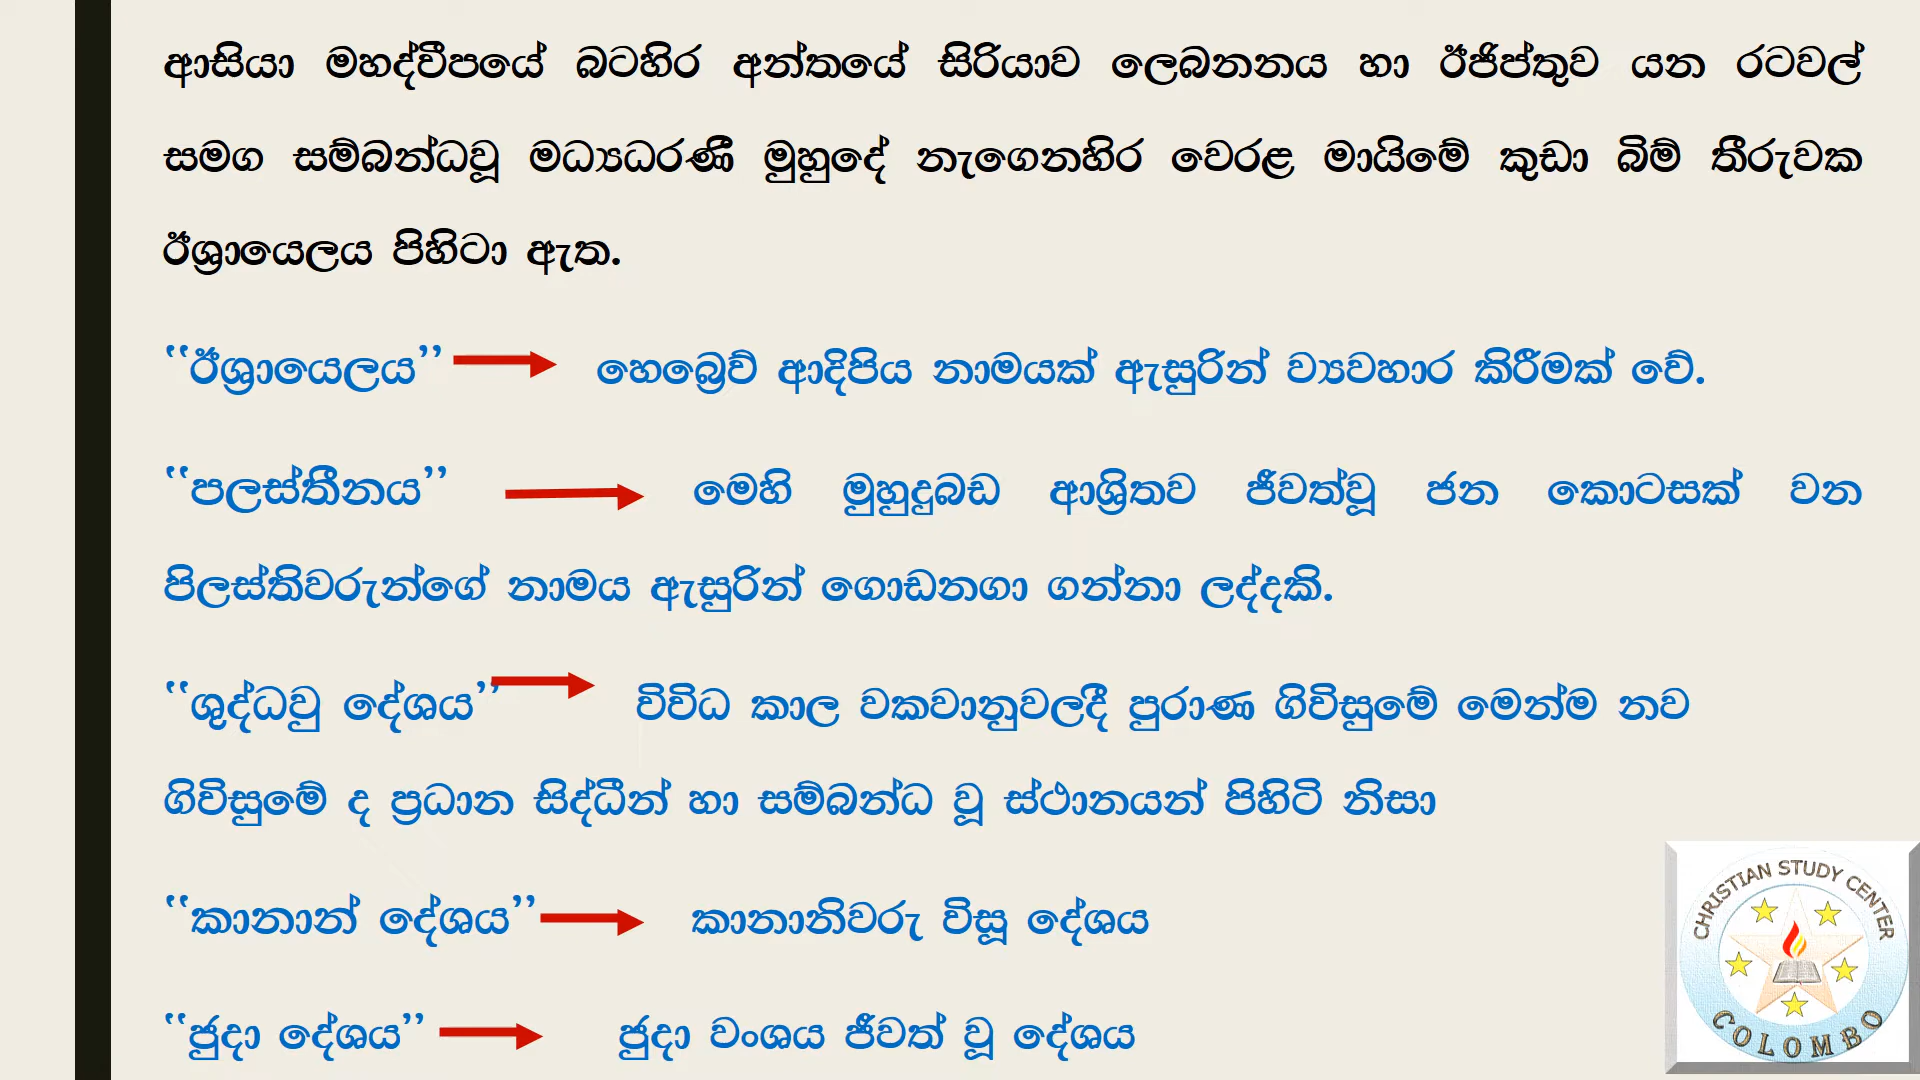 ආසියා මහද්වීපයේ බටහිර අන්තයේ සිරියාව ලෙබනනය හා ඊජිප්තුව යන රටවල්
සමග සම්බන්ධවූ මධ්‍යධරණී මුහුදේ නැගෙනහිර වෙරළ මායිමේ කුඩා බිම් තීරුවක
ඊශ්‍රායෙලය පිහිටා ඇත.
‘‘ඊශ්‍රායෙලය’’ හෙබ්‍රෙව් ආදිපිය නාමයක් ඇසුරින් ව්‍යවහාර කිරීමක් වේ.
‘‘පලස්තීනය’’ මෙහි මුහුදුබඩ ආශ්‍රිතව ජීවත්වූ ජන කොටසක් වන
පිලස්තිවරුන්ගේ නාමය ඇසුරින් ගොඩනගා ගන්නා ලද්දකි.
‘‘ශුද්ධවු දේශය’’ විවිධ කාල වකවානුවලදී පුරාණ ගිවිසුමේ මෙන්ම නව
ගිවිසුමේ ද ප්‍රධාන සිද්ධීන් හා සම්බන්ධ වූ ස්ථානයන් පිහිටි නිසා
‘‘කානාන් දේශය’’ කානානිවරු විසූ දේශය
‘‘ජුදා දේශය’’ ජුදා වංශය ජීවත් වූ දේශය
CHRISTIAN STUDY CENTER
COLOMBO